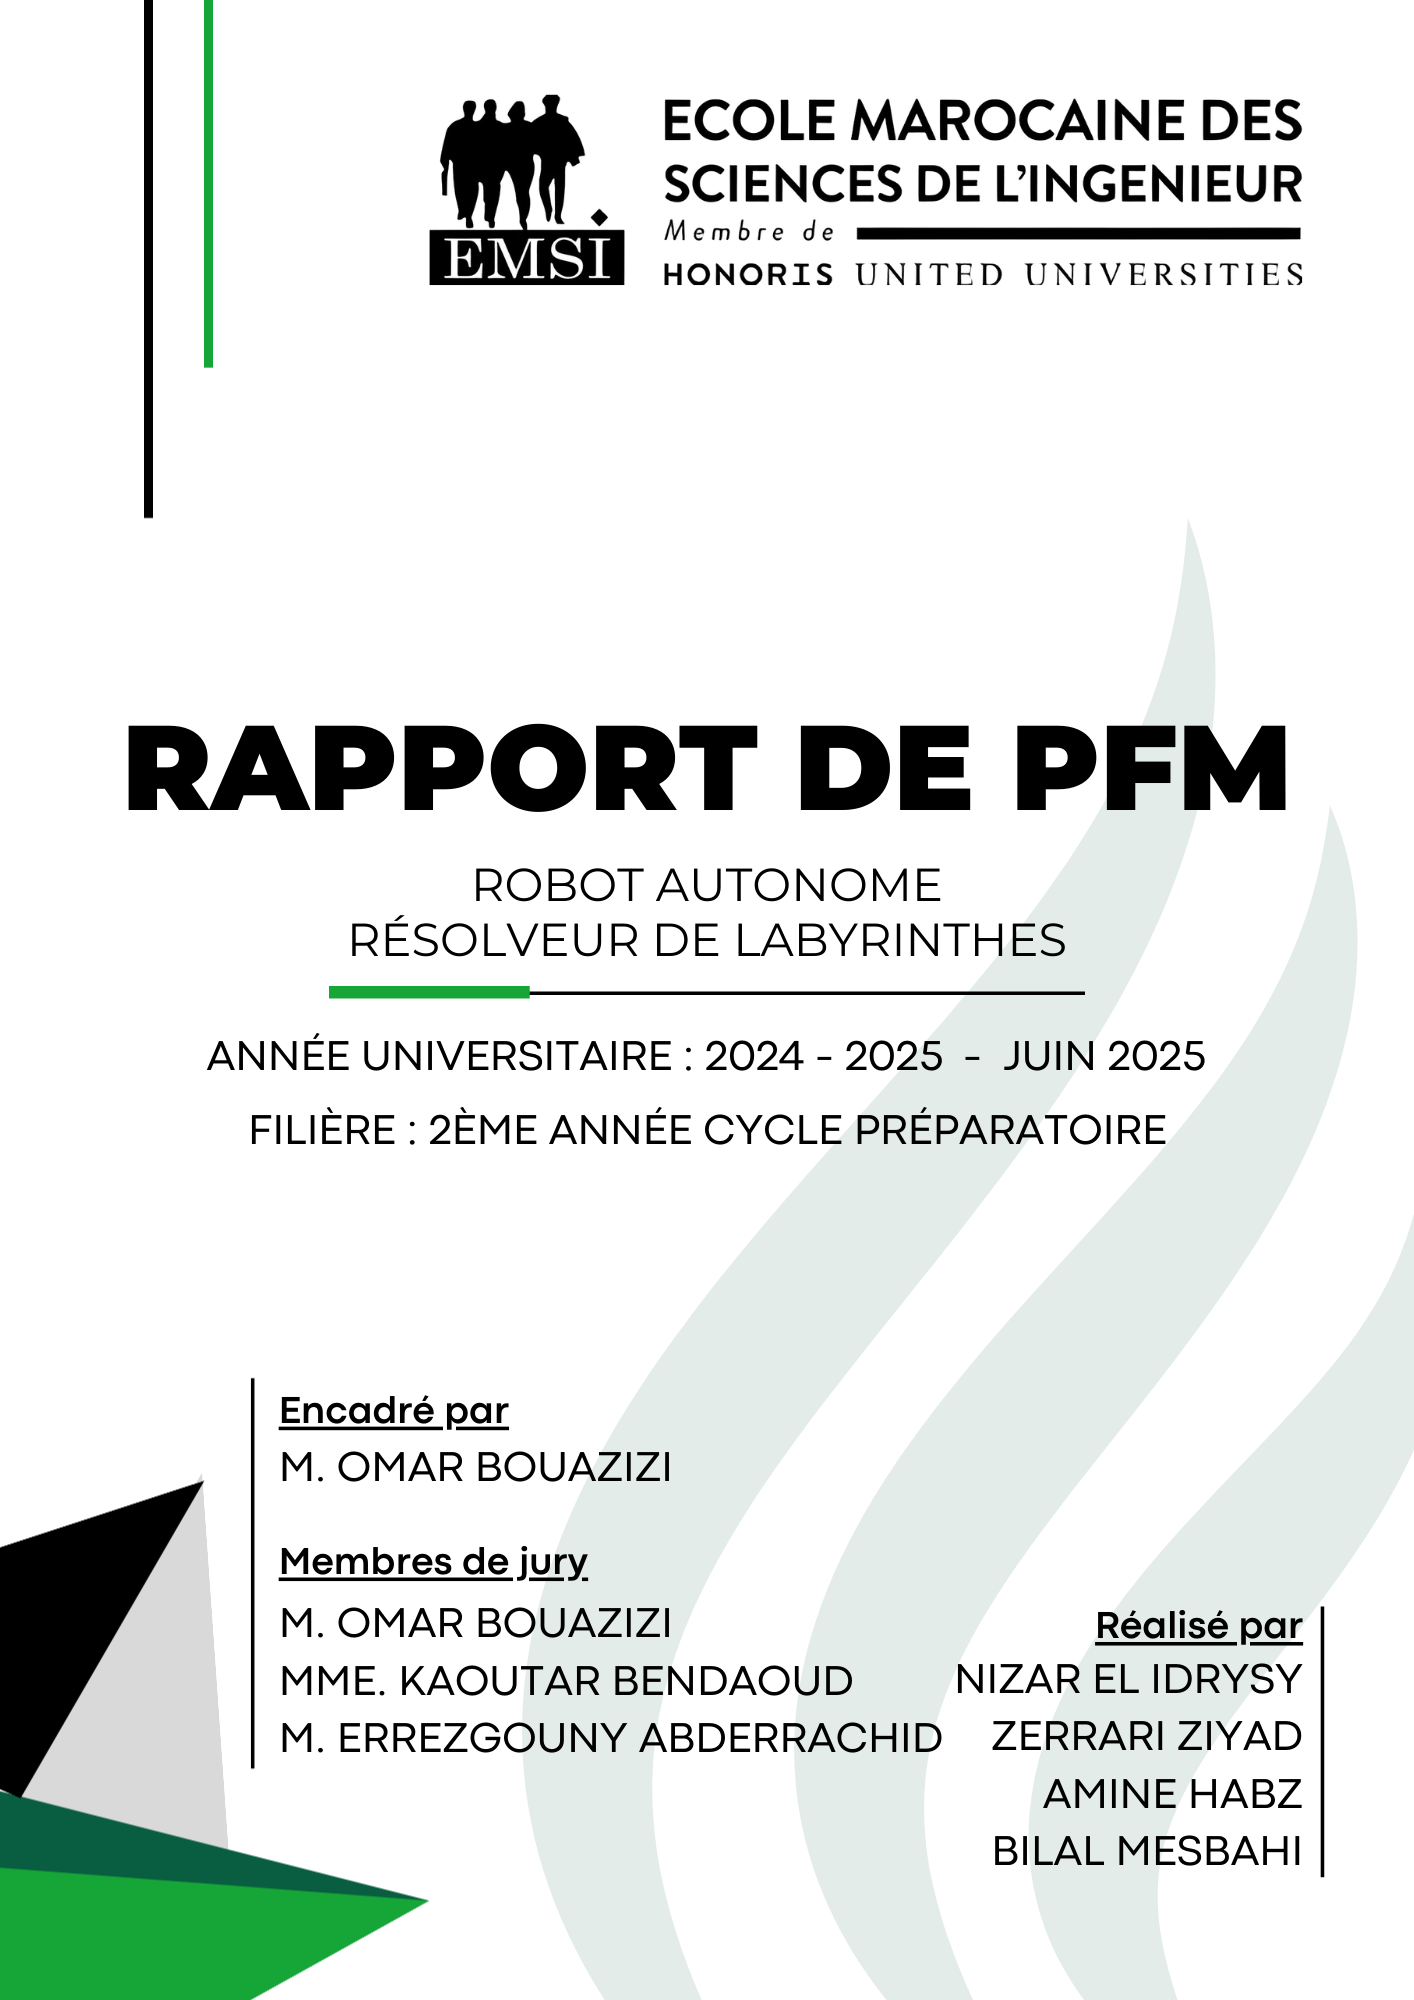 ECOLE MAROCAINE DES
SCIENCES DE L'INGENIEUR
Membre de
HONORIS UNITED UNIVERSITIES
EMSI
RAPPORT DE PFM
ROBOT AUTONOME
RÉSOLVEUR DE LABYRINTHES
ANNÉE UNIVERSITAIRE : 2024 - 2025 - JUIN 2025
FILIÈRE : 2ÈME ANNÉE CYCLE PRÉPARATOIRE
Encadré par
M. OMAR BOUAZIZI
Membres de jury
M. OMAR BOUAZIZI
MME. KAOUTAR BENDAOUD
M. ERREZGOUNY ABDERRACHID
Réalisé par
NIZAR EL IDRYSY
ZERRARI ZIYAD
AMINE HABZ
BILAL MESBAHI